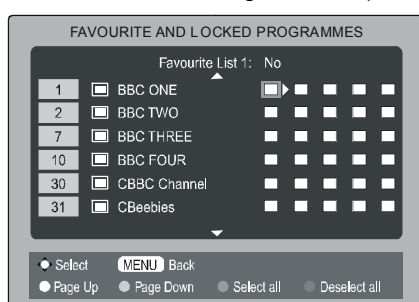 FAVOURITE AND LOCKED PROGRAMMES
Favourite List 1: No
1 BBC ONE
2 BBC TWO
7 BBC THREE
10 BBC FOUR
30 CBBC Channel
31 CBeebies
Select MENU Back
Page Up Page Down Select all Deselect all